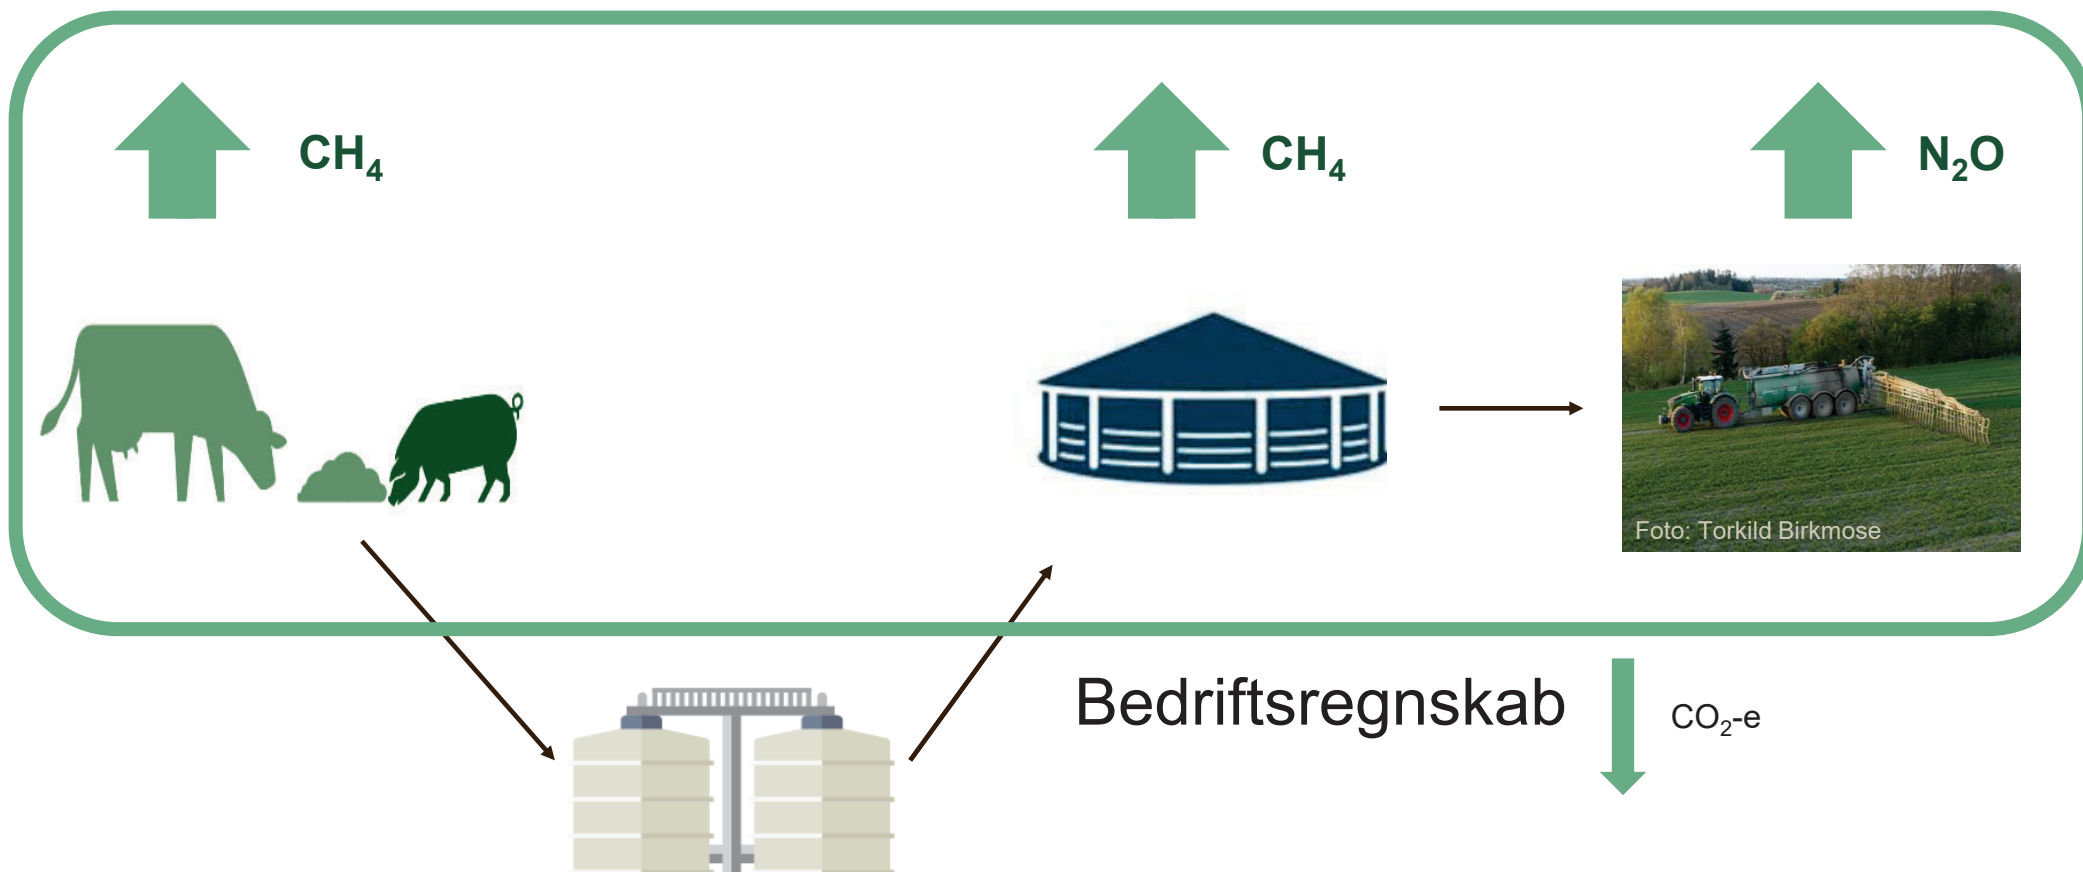 CH₄
CH₄
N₂O
Foto: Torkild Birkmose
Bedriftsregnskab
CO₂-e